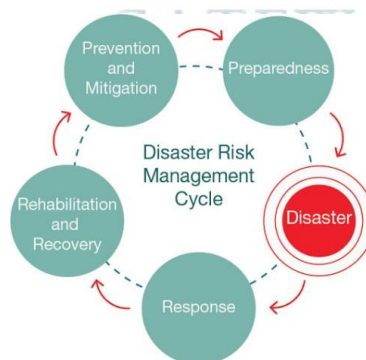 Prevention
and
Mitigation
Preparedness
Disaster Risk
Management
Cycle
Disaster
Rehabilitation
and
Recovery
Response